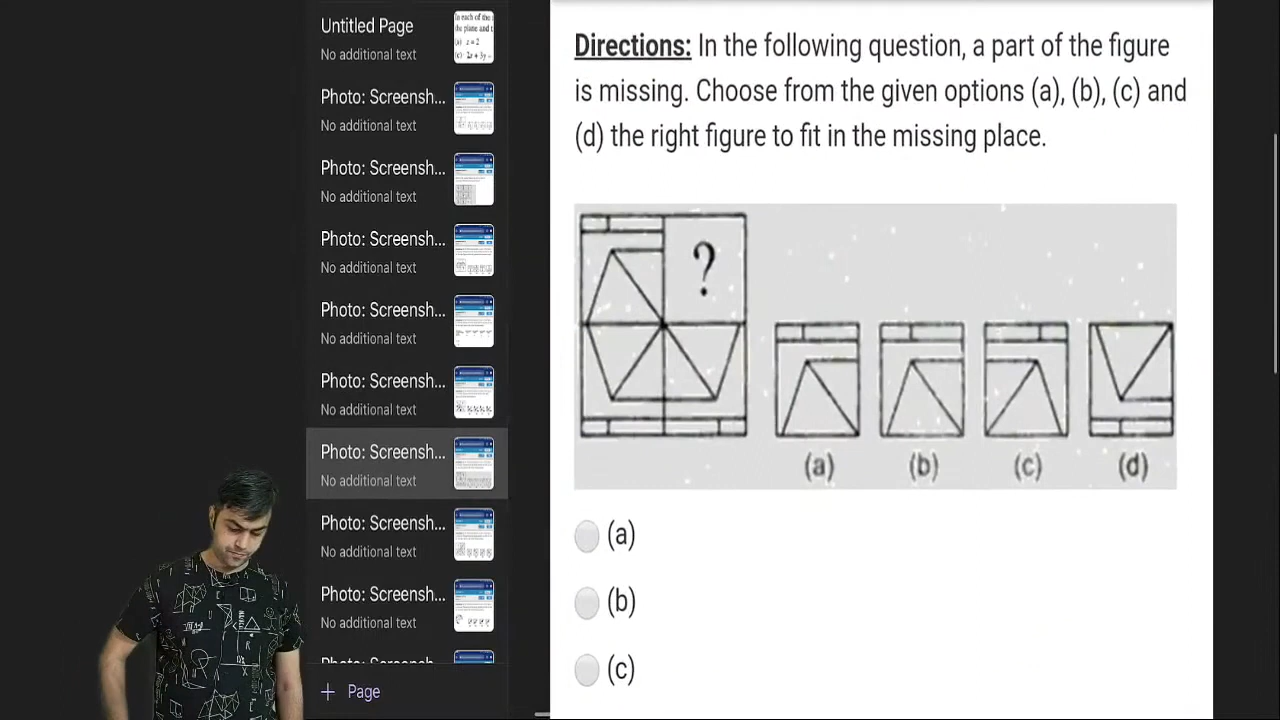 Untitled Page
No additional text
Photo: Screensh...
No additional text
Photo: Screensh...
No additional text
Photo: Screensh...
No additional text
Photo: Screensh...
No additional text
Photo: Screensh...
No additional text
Photo: Screensh...
No additional text
Photo: Screensh...
No additional text
Photo: Screensh...
No additional text
+ Page
Directions: In the following question, a part of the figure
is missing. Choose from the given options (a), (b), (c) and
(d) the right figure to fit in the missing place.
?
(a) (b) (c) (d)
(a)
(b)
(c)